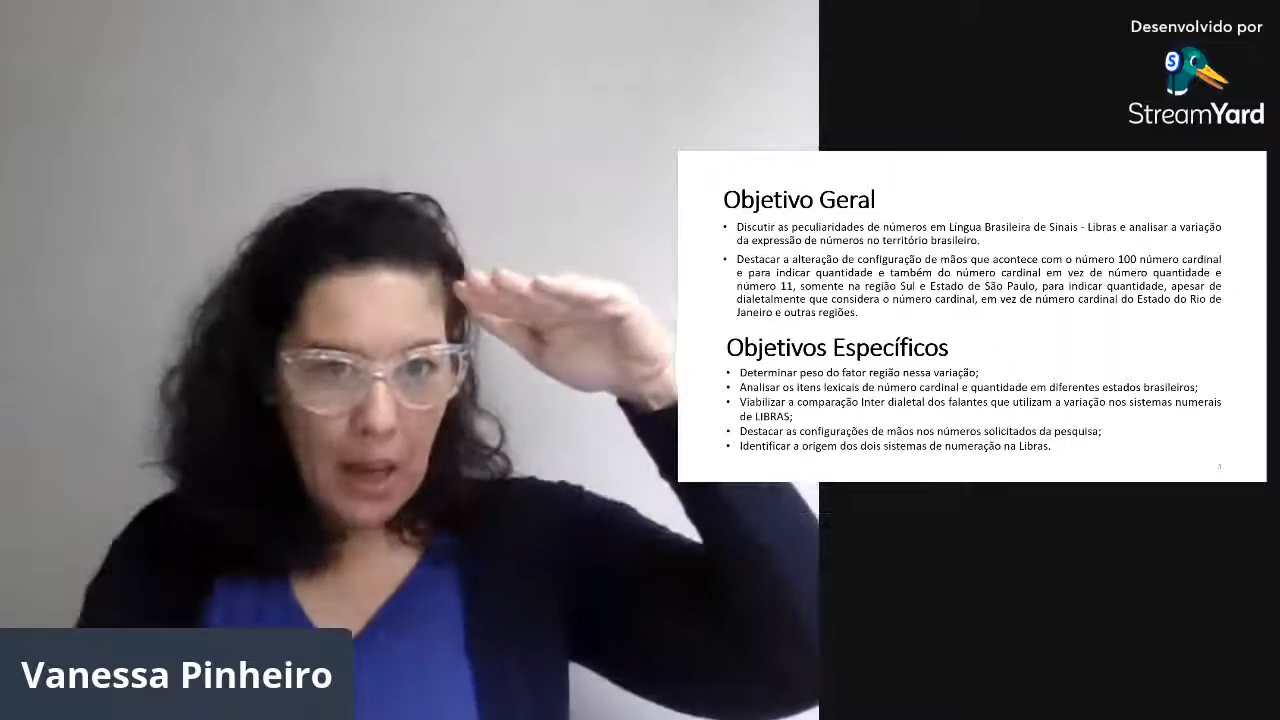 Desenvolvido por
StreamYard
Objetivo Geral
• Discutir as peculiaridades de números em Língua Brasileira de Sinais - Libras e analisar a variação
da expressão de números no território brasileiro.
• Destacar a alteração de configuração de mãos que acontece com o número 100 número cardinal
e para indicar quantidade e também do número cardinal em vez de número quantidade e
número 11, somente na região Sul e Estado de São Paulo, para indicar quantidade, apesar de
dialetalmente que considera o número cardinal, em vez de número cardinal do Estado do Rio de
Janeiro e outras regiões.
Objetivos Específicos
• Determinar peso do fator região nessa variação;
• Analisar os itens lexicais de número cardinal e quantidade em diferentes estados brasileiros;
• Viabilizar a comparação Inter dialetal dos falantes que utilizam a variação nos sistemas numerais
de LIBRAS;
• Destacar as configurações de mãos nos números solicitados da pesquisa;
• Identificar a origem dos dois sistemas de numeração na Libras.
3
Vanessa Pinheiro